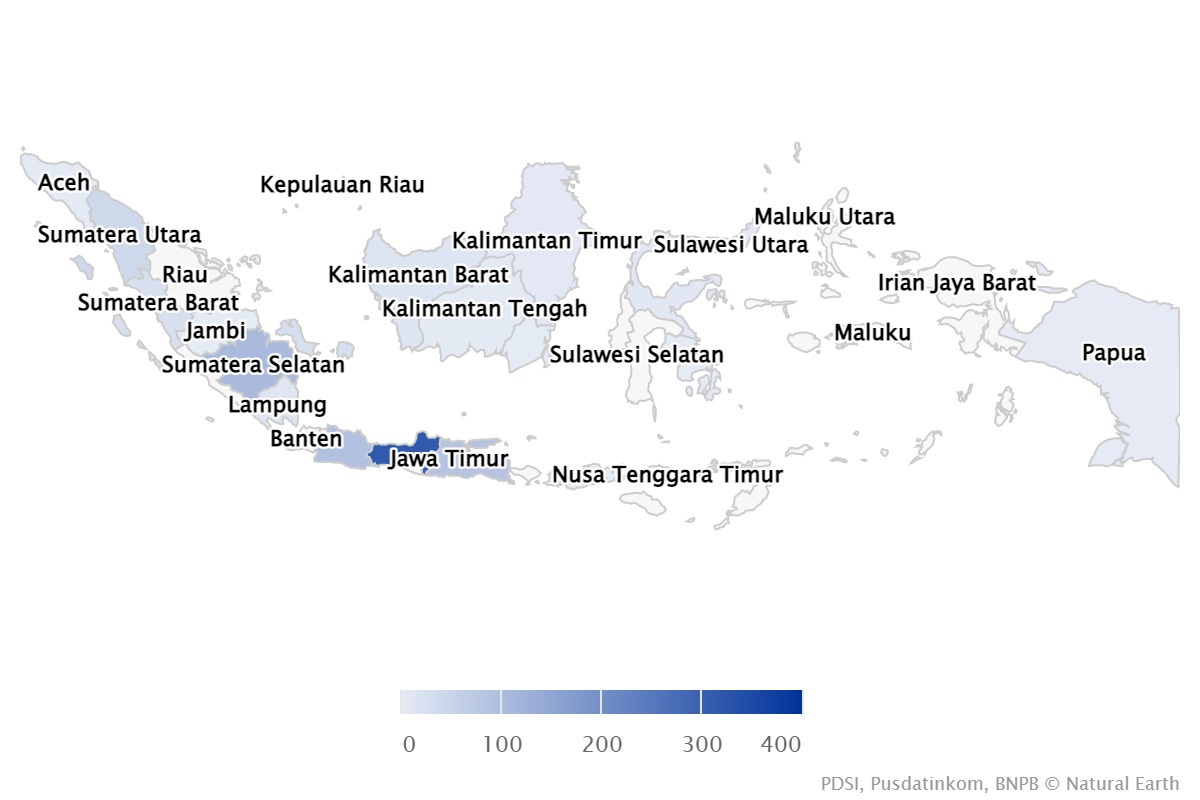 Aceh
Kepulauan Riau
Maluku Utara
Sumatera Utara
Kalimantan Timur
Sulawesi Utara
Riau
Kalimantan Barat
Irian Jaya Barat
Sumatera Barat
Kalimantan Tengah
Jambi
Maluku
Sumatera Selatan
Sulawesi Selatan
Papua
Lampung
Banten
Jawa Timur
Nusa Tenggara Timur
0 100 200 300 400
PDSI, Pusdatinkom, BNPB © Natural Earth